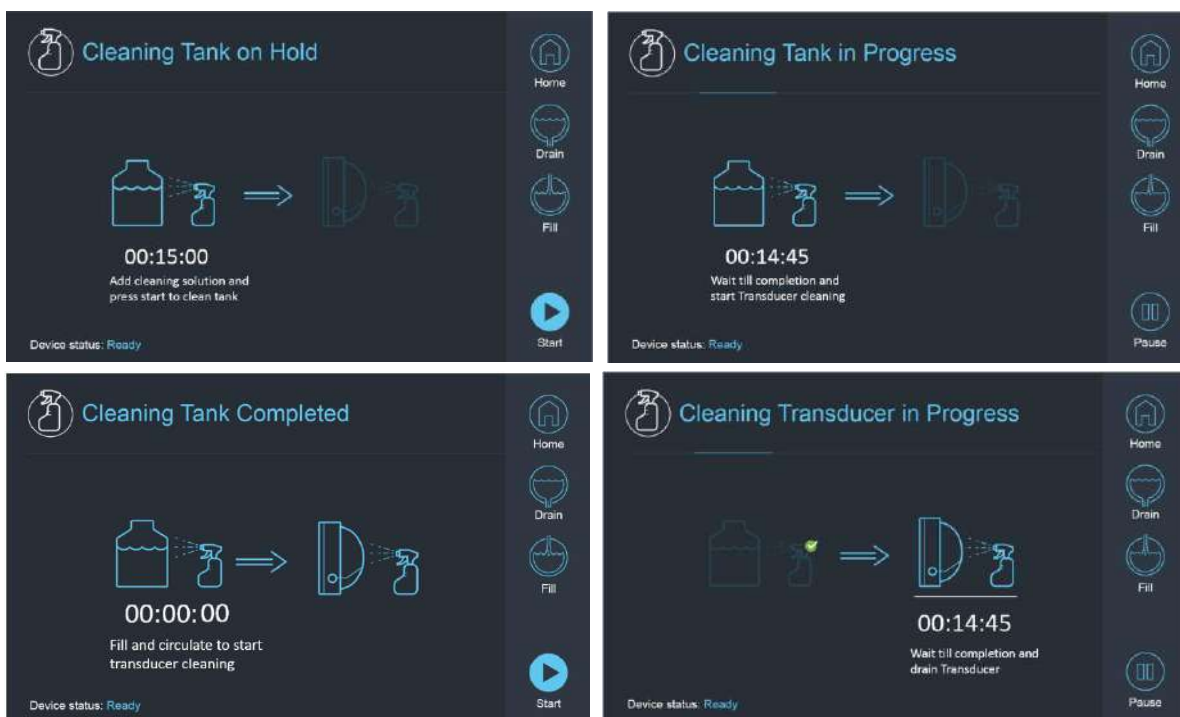 Cleaning Tank on Hold
Home
Drain
Fill
00:15:00
Add cleaning solution and
press start to clean tank
Device status: Ready
Start
Cleaning Tank in Progress
Home
Drain
Fill
00:14:45
Wait till completion and
start Transducer cleaning
Device status: Ready
Pause
Cleaning Tank Completed
Home
Drain
Fill
00:00:00
Fill and circulate to start
transducer cleaning
Device status: Ready
Start
Cleaning Transducer in Progress
Home
Drain
Fill
00:14:45
Wait till completion and
drain Transducer
Device status: Ready
Pause